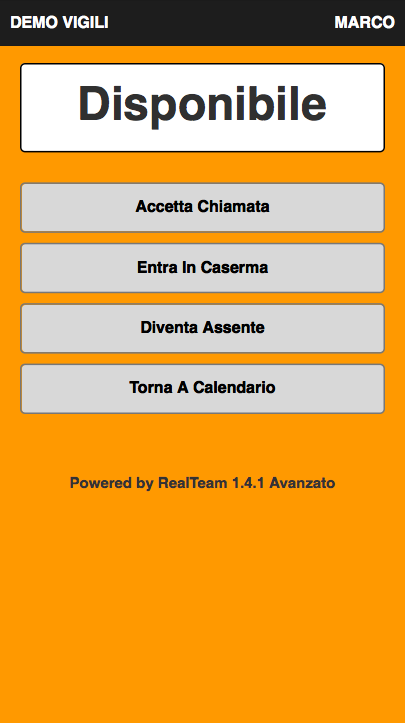 DEMO VIGILI MARCO
Disponibile
Accetta Chiamata
Entra In Caserma
Diventa Assente
Torna A Calendario
Powered by RealTeam 1.4.1 Avanzato